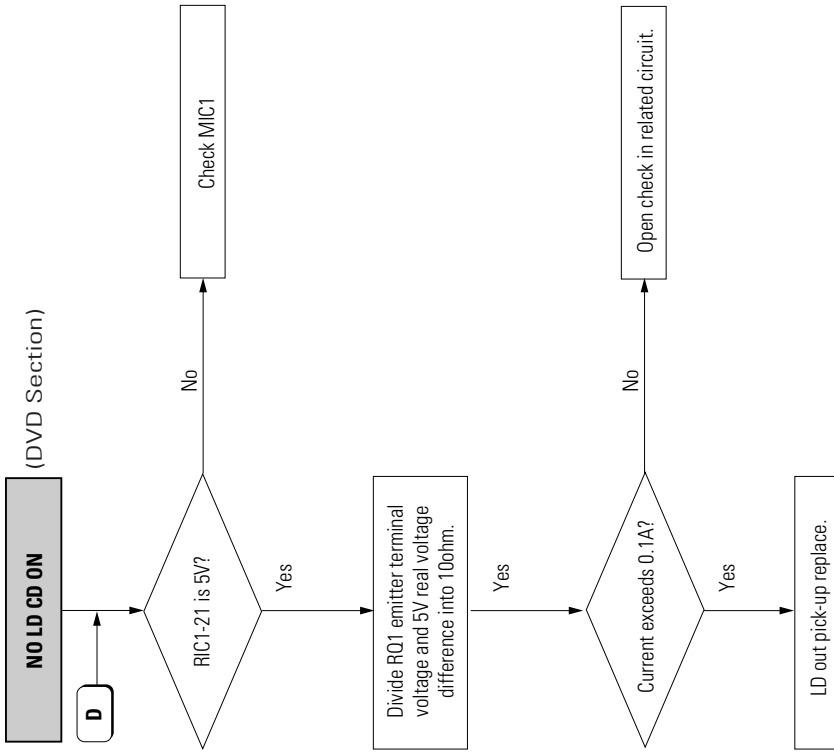 NO LD CD ON
(DVD Section)
D
RIC1-21 is 5V?
No
Check MIC1
Yes
Divide RQ1 emitter terminal
voltage and 5V real voltage
difference into 10ohm.
Yes
Current exceeds 0.1A?
No
Open check in related circuit.
Yes
LD out pick-up replace.